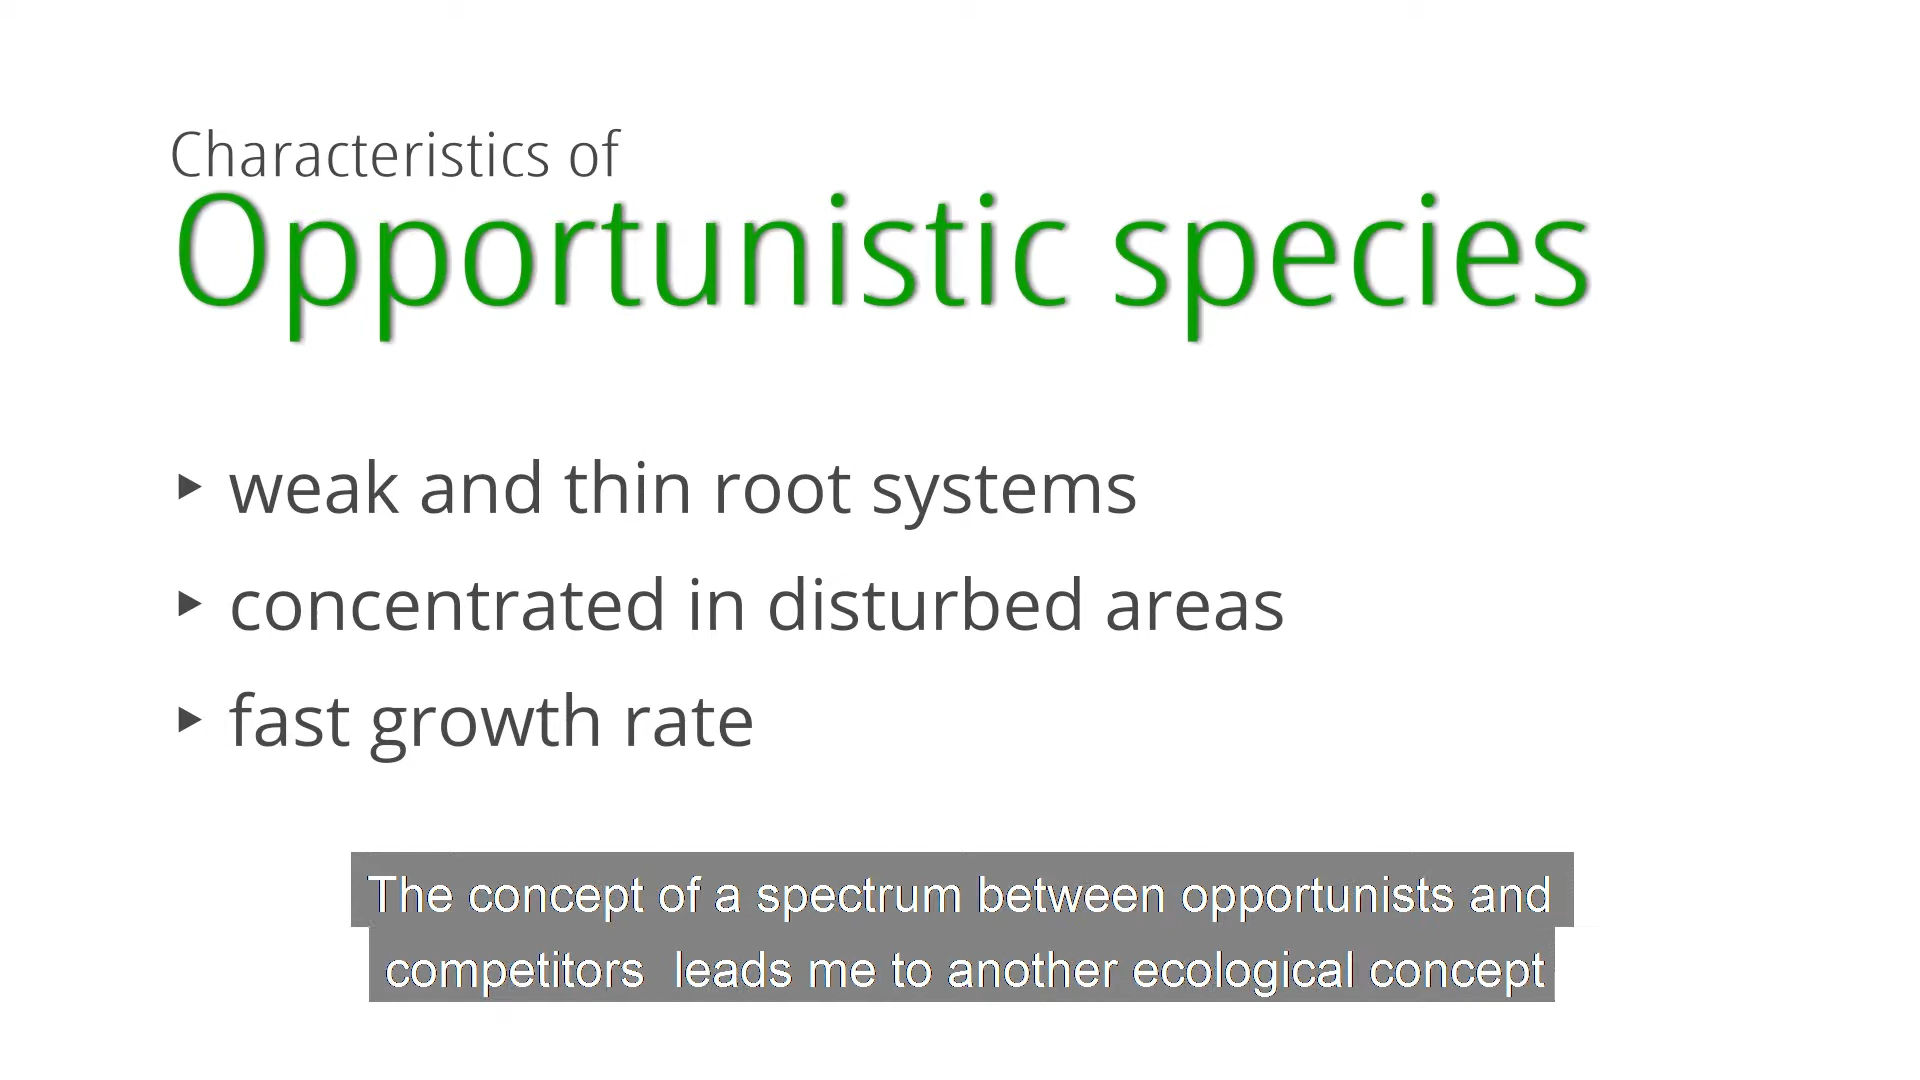 Characteristics of
Opportunistic species
‣ weak and thin root systems
‣ concentrated in disturbed areas
‣ fast growth rate
The concept of a spectrum between opportunists and
competitors  leads me to another ecological concept